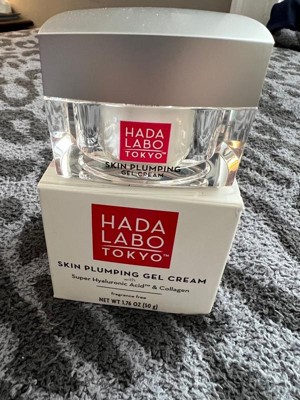 HADA
LABO
TOKYO™
SKIN PLUMPING
GEL CREAM
HADA
LABO
TOKYO™
SKIN PLUMPING GEL CREAM
with
Super Hyaluronic Acid™ & Collagen
fragrance free
NET WT 1.76 OZ (50 g)